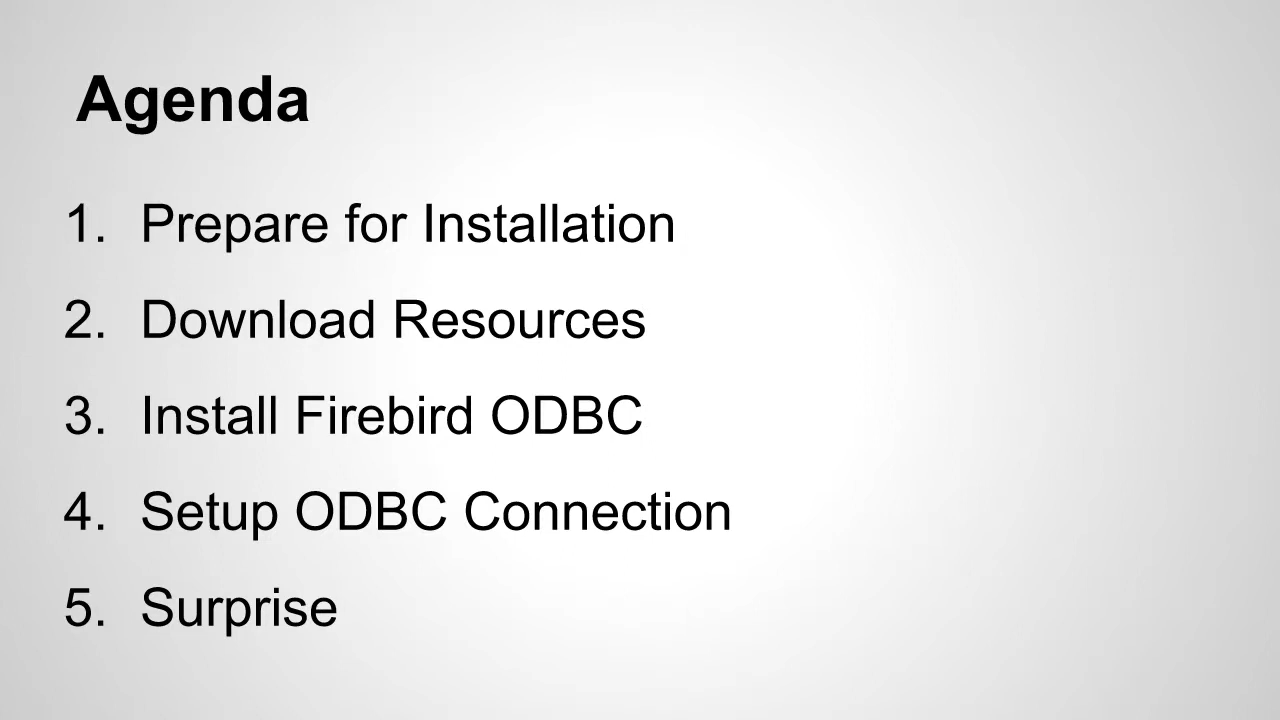 Agenda
1. Prepare for Installation
2. Download Resources
3. Install Firebird ODBC
4. Setup ODBC Connection
5. Surprise